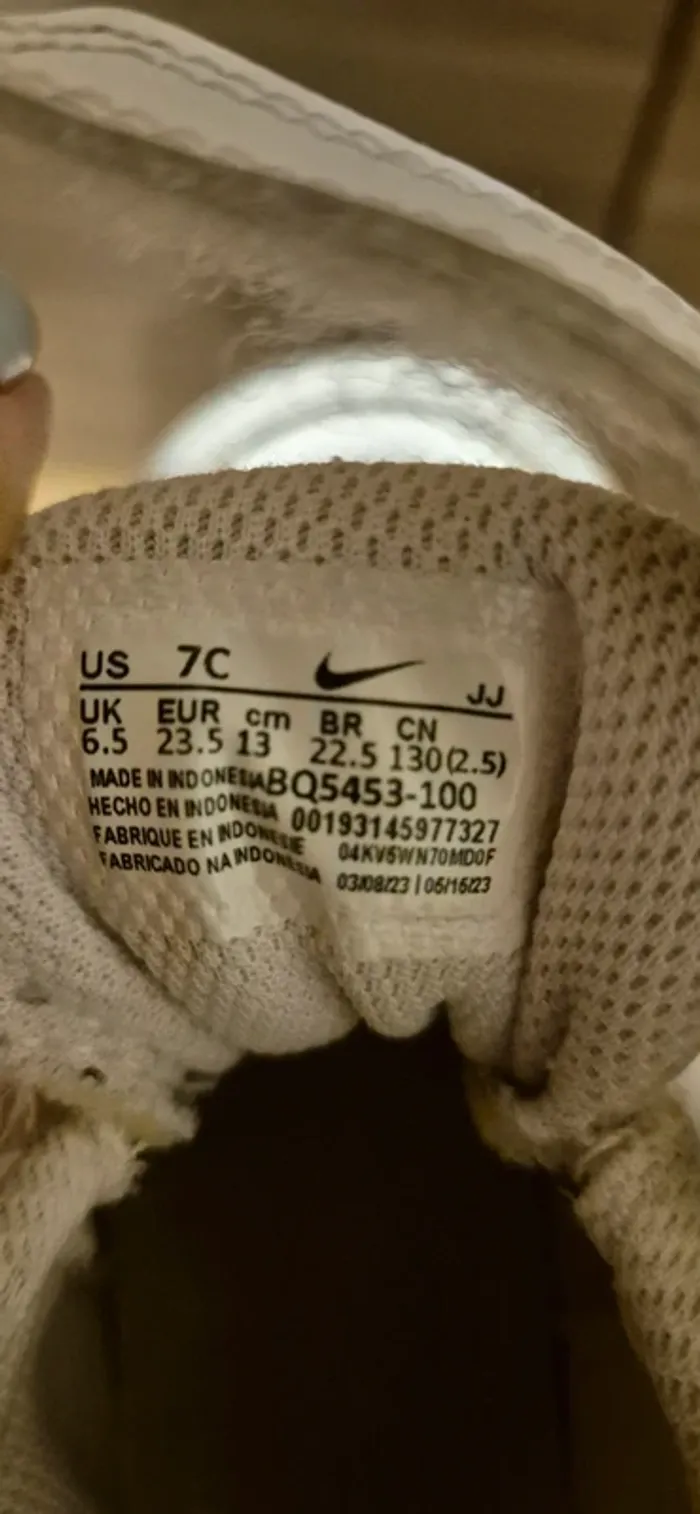 US 7C JJ
UK EUR cm BR CN
6.5 23.5 13 22.5 130(2.5)
MADE IN INDONESIA BQ5453-100
HECHO EN INDONESIA 00193145977327
FABRIQUE EN INDONESIE 04KV5WN70MD0F
FABRICADO NA INDONESIA 03/08/23 | 06/16/23